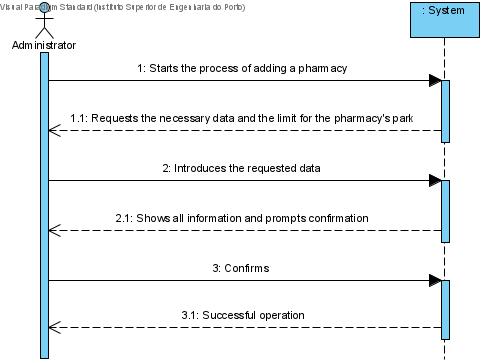 Visual Paradigm Standard (Instituto Superior de Engenharia do Porto)
: System
Administrator
1: Starts the process of adding a pharmacy
1.1: Requests the necessary data and the limit for the pharmacy's park
2: Introduces the requested data
2.1: Shows all information and prompts confirmation
3: Confirms
3.1: Successful operation